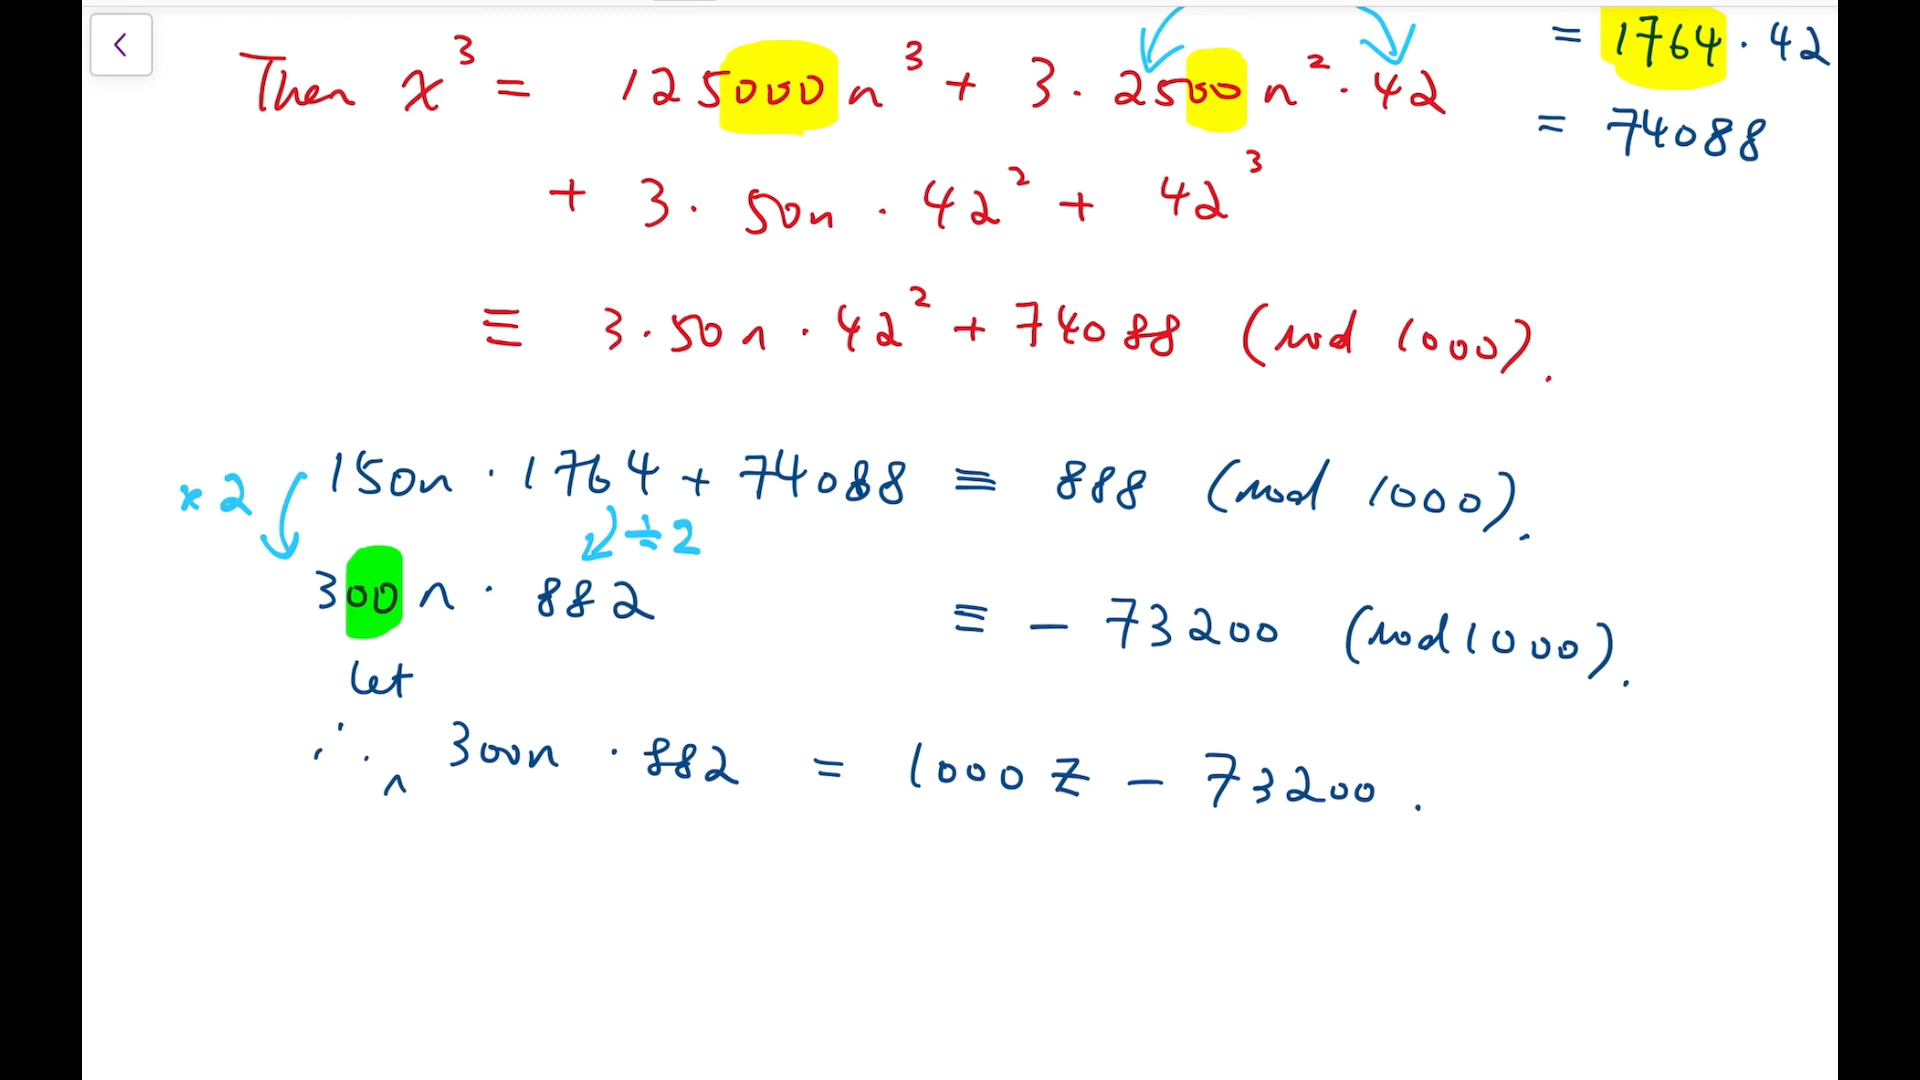 Then x³ = 125000n³ + 3·2500n²·42
= 1764·42
= 74088
+ 3·50n·42² + 42³
≡ 3·50n·42² + 74088 (mod 1000).
×2 150n·1764 + 74088 ≡ 888 (mod 1000).
÷2
300n·882 ≡ -73200 (mod 1000).
let
∴ 300n·882 = 1000z - 73200.